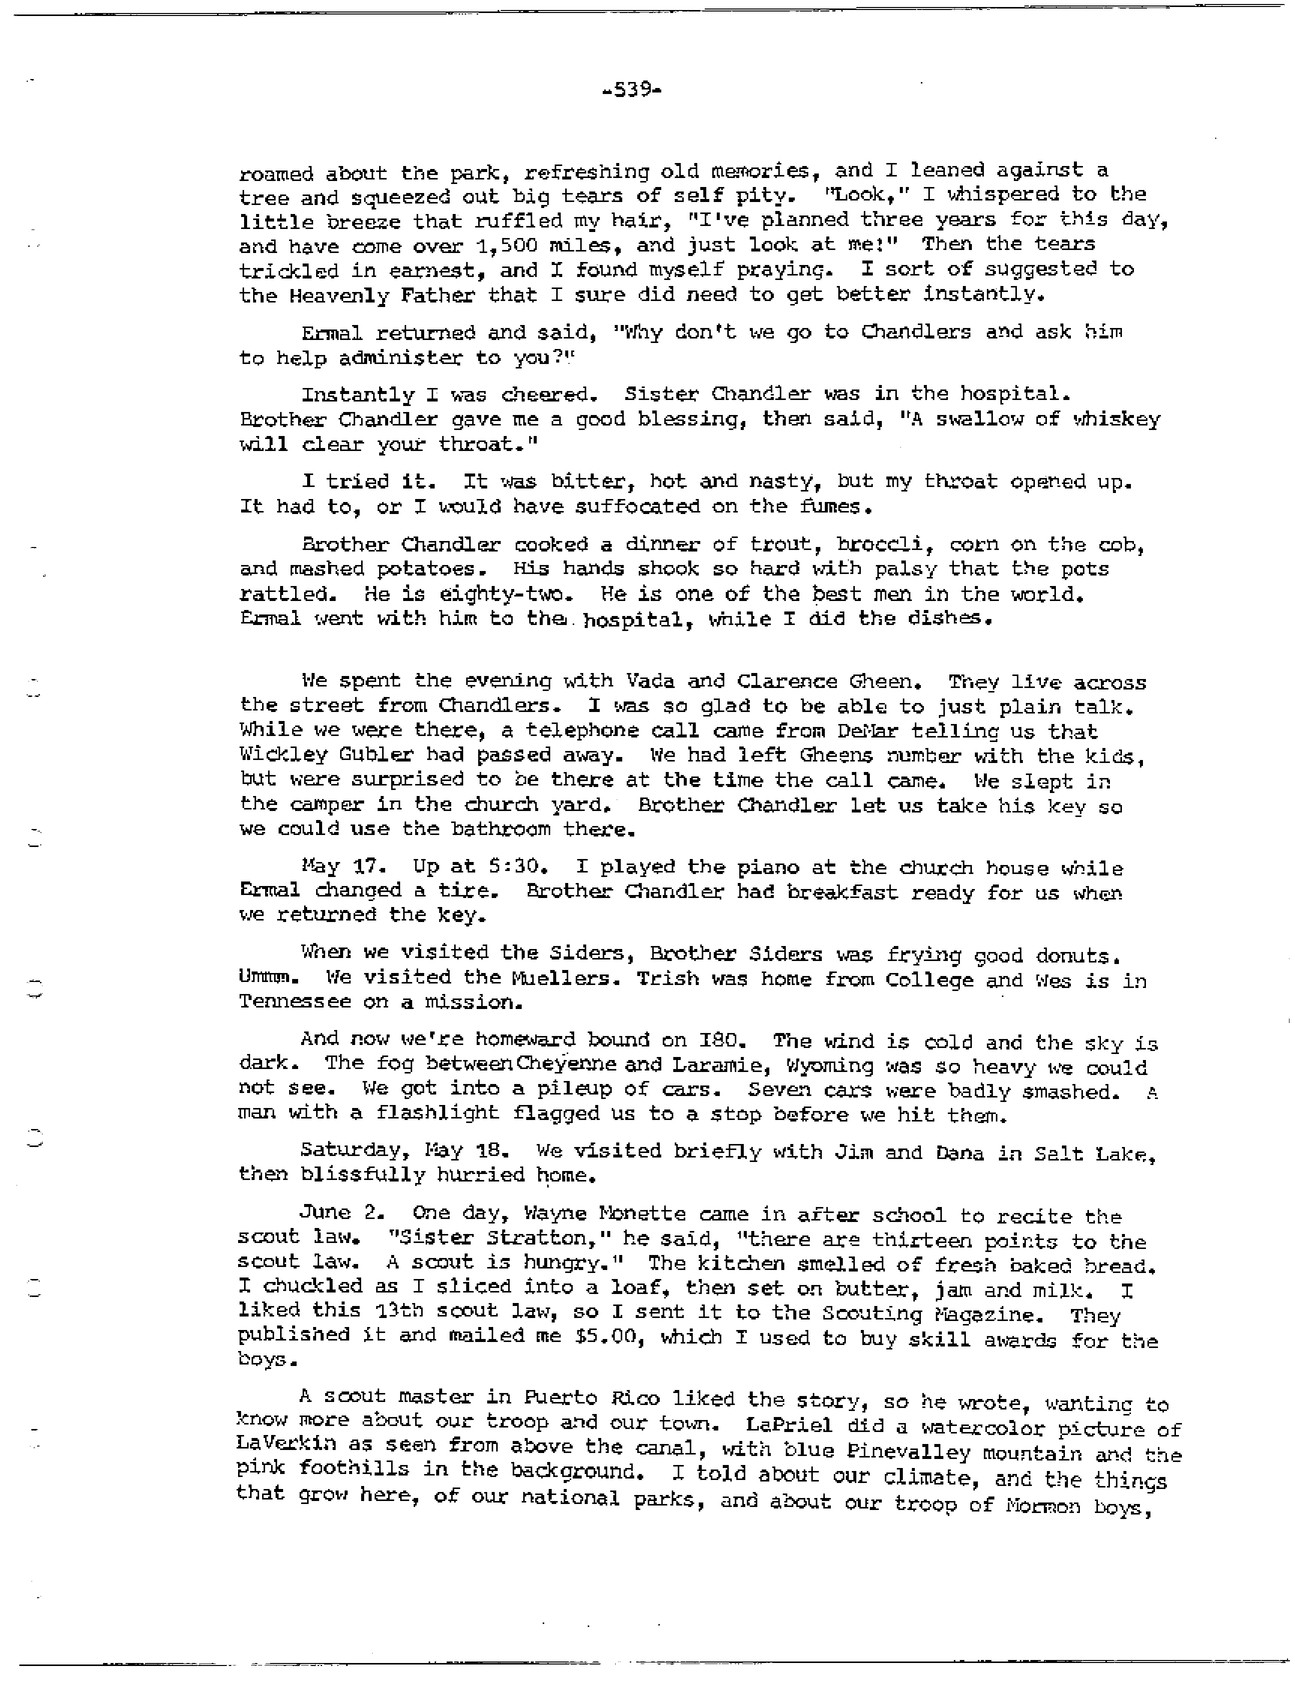 -539-
roamed about the park, refreshing old memories, and I leaned against a
tree and squeezed out big tears of self pity. "Look," I whispered to the
little breeze that ruffled my hair, "I've planned three years for this day,
and have come over 1,500 miles, and just look at me!" Then the tears
trickled in earnest, and I found myself praying. I sort of suggested to
the Heavenly Father that I sure did need to get better instantly.
Ermal returned and said, "Why don't we go to Chandlers and ask him
to help administer to you?"
Instantly I was cheered. Sister Chandler was in the hospital.
Brother Chandler gave me a good blessing, then said, "A swallow of whiskey
will clear your throat."
I tried it. It was bitter, hot and nasty, but my throat opened up.
It had to, or I would have suffocated on the fumes.
Brother Chandler cooked a dinner of trout, broccli, corn on the cob,
and mashed potatoes. His hands shook so hard with palsy that the pots
rattled. He is eighty-two. He is one of the best men in the world.
Ermal went with him to the hospital, while I did the dishes.
We spent the evening with Vada and Clarence Gheen. They live across
the street from Chandlers. I was so glad to be able to just plain talk.
While we were there, a telephone call came from DeMar telling us that
Wickley Gubler had passed away. We had left Gheens number with the kids,
but were surprised to be there at the time the call came. We slept in
the camper in the church yard. Brother Chandler let us take his key so
we could use the bathroom there.
May 17. Up at 5:30. I played the piano at the church house while
Ermal changed a tire. Brother Chandler had breakfast ready for us when
we returned the key.
When we visited the Siders, Brother Siders was frying good donuts.
Ummm. We visited the Muellers. Trish was home from College and Wes is in
Tennessee on a mission.
And now we're homeward bound on I80. The wind is cold and the sky is
dark. The fog between Cheyenne and Laramie, Wyoming was so heavy we could
not see. We got into a pileup of cars. Seven cars were badly smashed. A
man with a flashlight flagged us to a stop before we hit them.
Saturday, May 18. We visited briefly with Jim and Dana in Salt Lake,
then blissfully hurried home.
June 2. One day, Wayne Monette came in after school to recite the
scout law. "Sister Stratton," he said, "there are thirteen points to the
scout law. A scout is hungry." The kitchen smelled of fresh baked bread.
I chuckled as I sliced into a loaf, then set on butter, jam and milk. I
liked this 13th scout law, so I sent it to the Scouting Magazine. They
published it and mailed me $5.00, which I used to buy skill awards for the
boys.
A scout master in Puerto Rico liked the story, so he wrote, wanting to
know more about our troop and our town. LaPriel did a watercolor picture of
LaVerkin as seen from above the canal, with blue Pinevalley mountain and the
pink foothills in the background. I told about our climate, and the things
that grow here, of our national parks, and about our troop of Mormon boys,